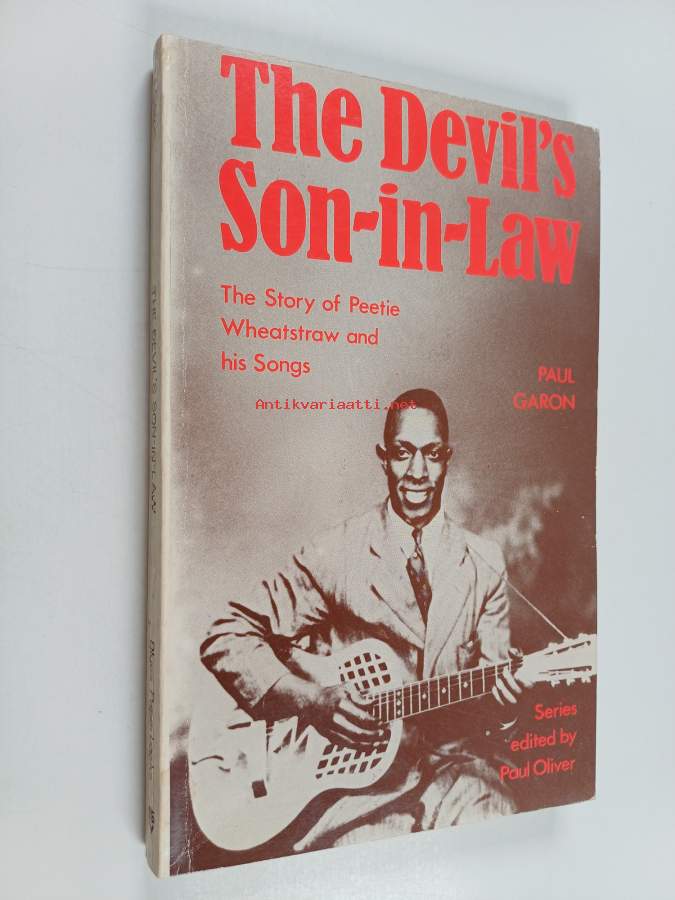 The Devil's
Son-in-Law
The Story of Peetie
Wheatstraw and
his Songs
PAUL
GARON
Antikvariaatti.net
Series
edited by
Paul Oliver
THE DEVIL'S SON-IN-LAW